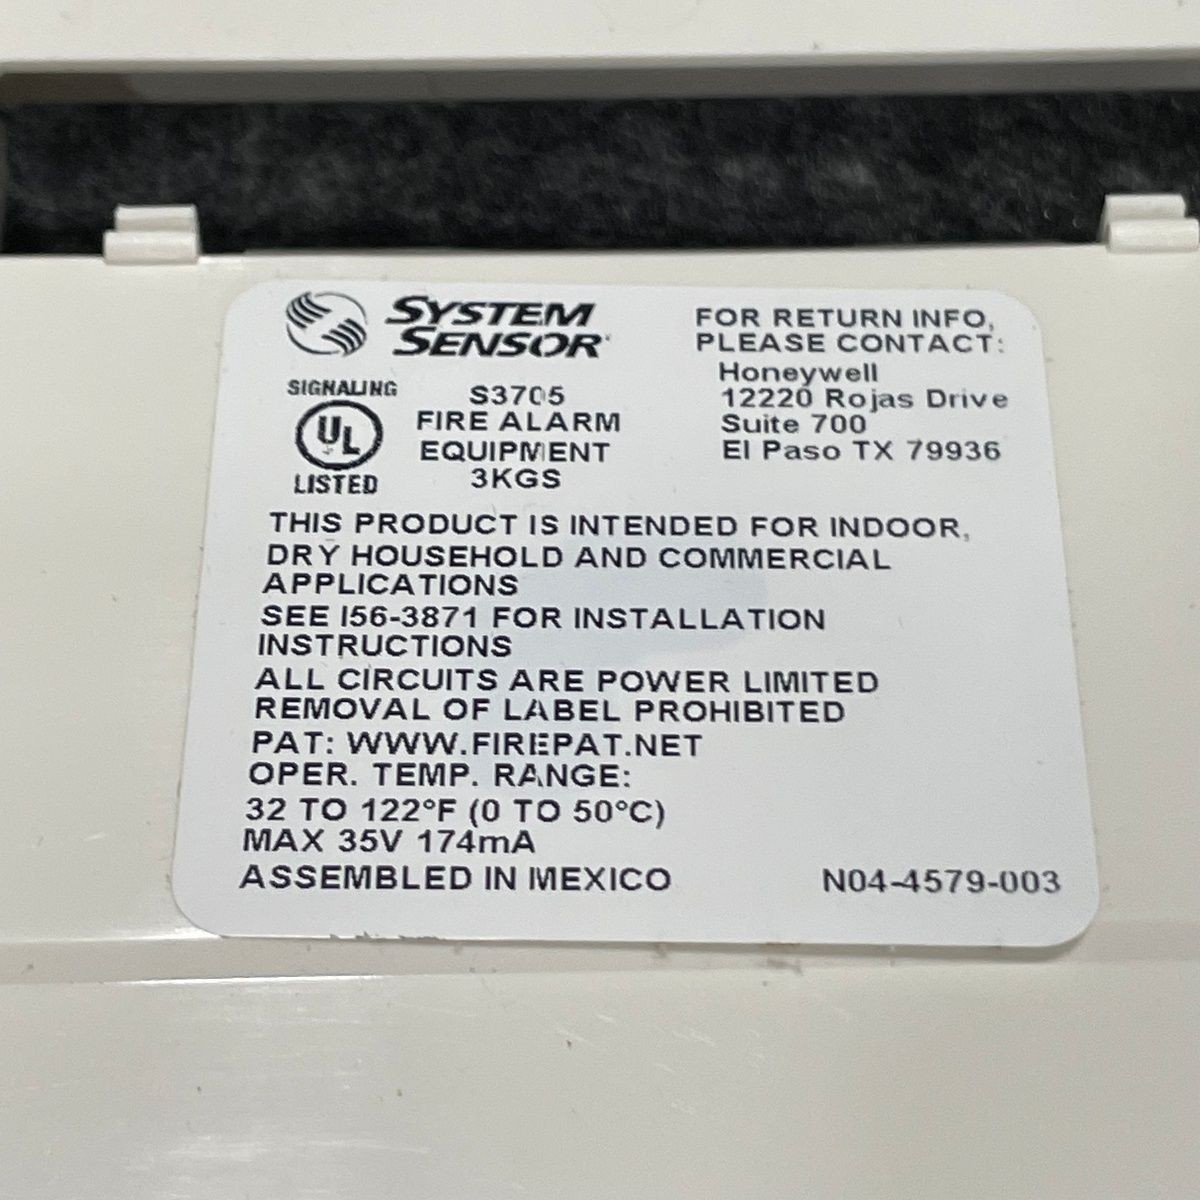 SYSTEM
SENSOR
FOR RETURN INFO,
PLEASE CONTACT:
Honeywell
12220 Rojas Drive
Suite 700
El Paso TX 79936
SIGNALING
UL
LISTED
S3705
FIRE ALARM
EQUIPMENT
3KGS
THIS PRODUCT IS INTENDED FOR INDOOR,
DRY HOUSEHOLD AND COMMERCIAL
APPLICATIONS
SEE I56-3871 FOR INSTALLATION
INSTRUCTIONS
ALL CIRCUITS ARE POWER LIMITED
REMOVAL OF LABEL PROHIBITED
PAT: WWW.FIREPAT.NET
OPER. TEMP. RANGE:
32 TO 122°F (0 TO 50°C)
MAX 35V 174mA
ASSEMBLED IN MEXICO
N04-4579-003